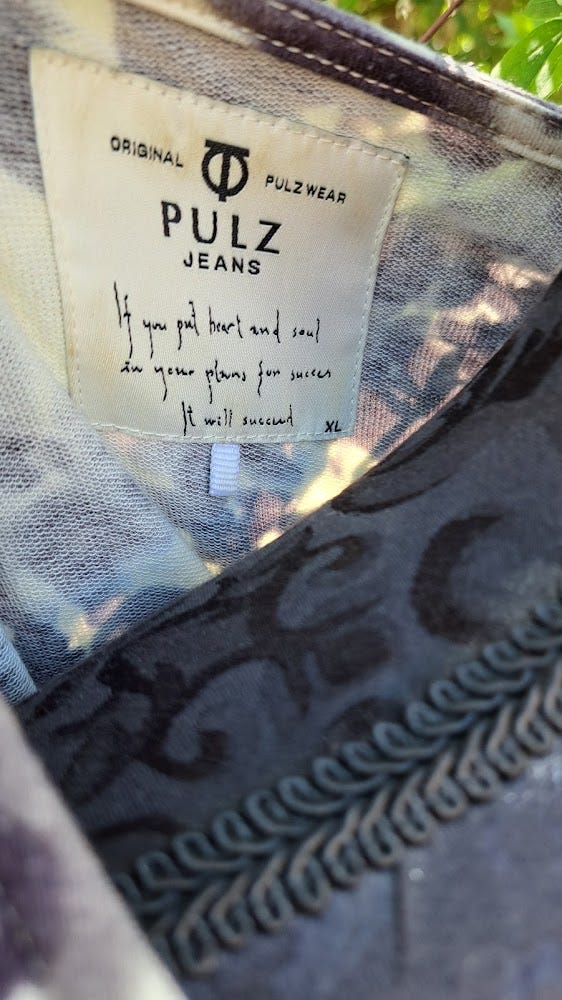 ORIGINAL PULZWEAR
PULZ
JEANS
If you put heart and soul
in your plans for succes
It will succeed
XL